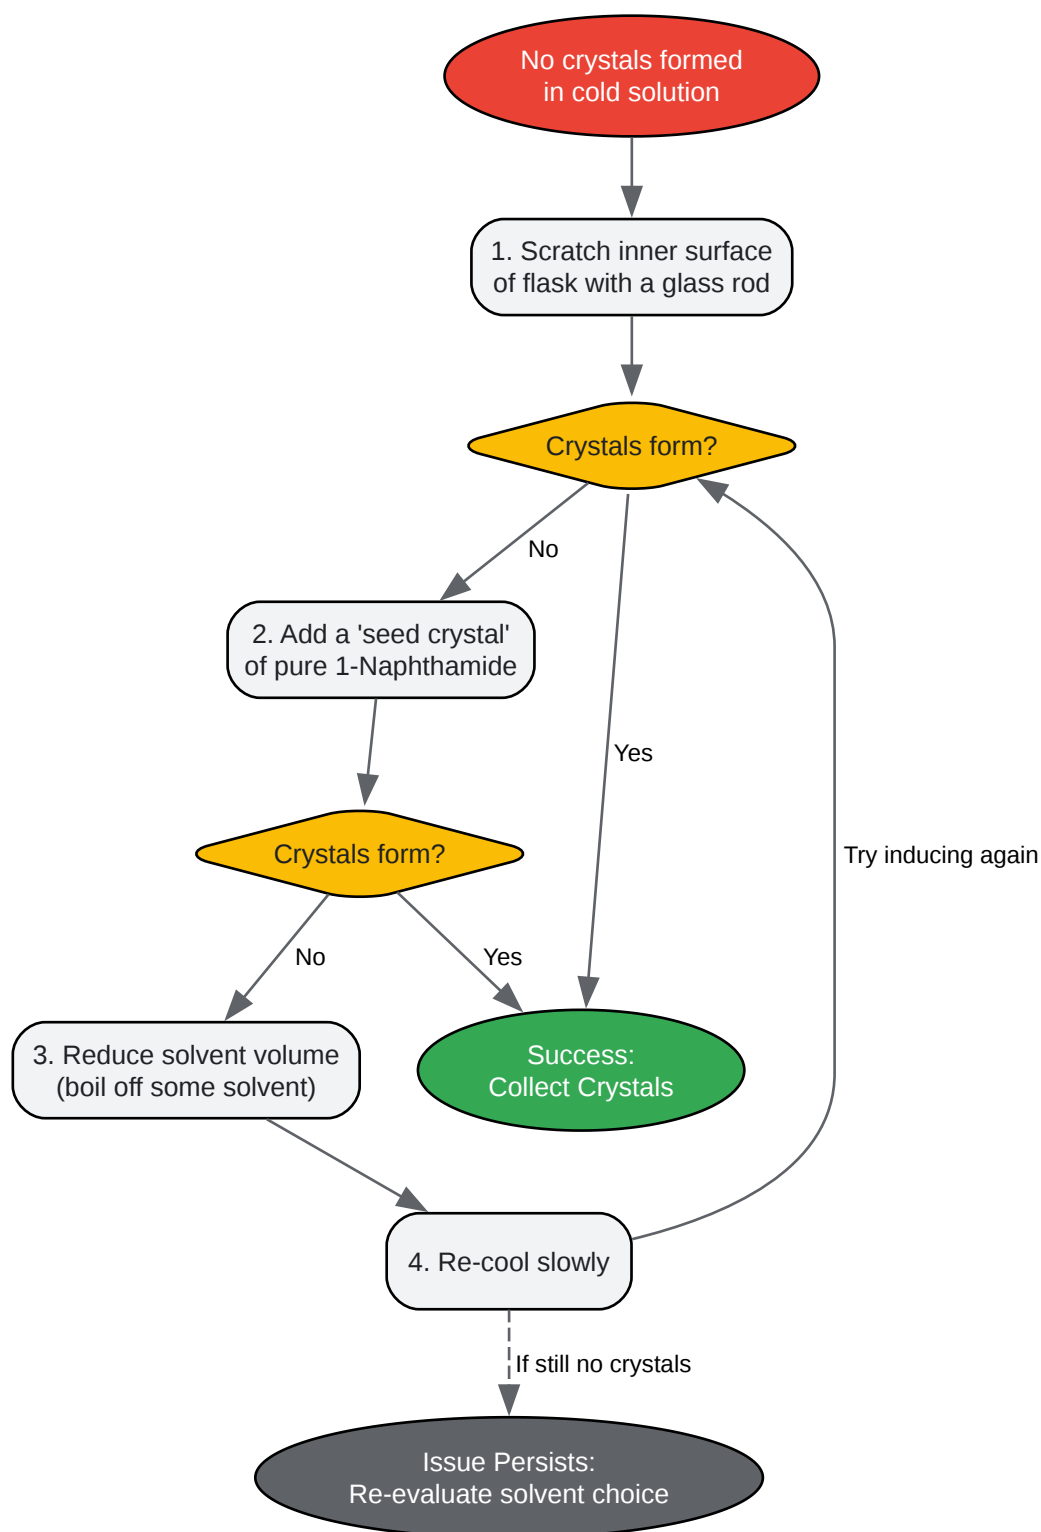 No crystals formed
in cold solution
1. Scratch inner surface
of flask with a glass rod
Crystals form?
No
2. Add a 'seed crystal'
of pure 1-Naphthamide
Yes
Crystals form?
Try inducing again
No
Yes
3. Reduce solvent volume
(boil off some solvent)
Success:
Collect Crystals
4. Re-cool slowly
If still no crystals
Issue Persists:
Re-evaluate solvent choice